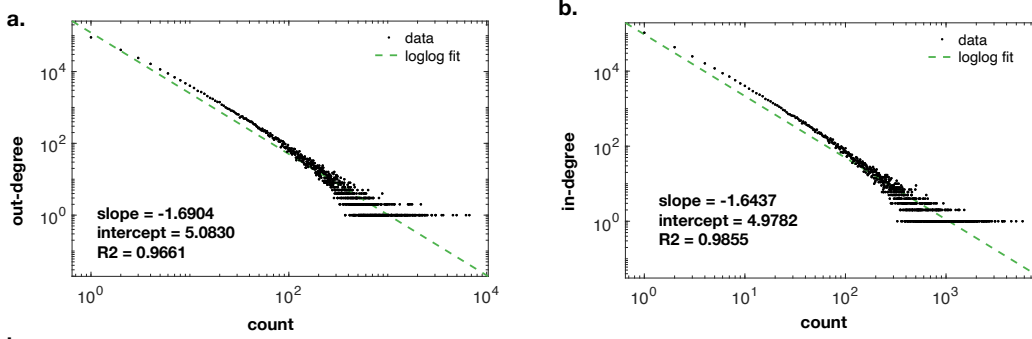 a.
out-degree
10^4
10^2
10^0
data
loglog fit
slope = -1.6904
intercept = 5.0830
R2 = 0.9661
10^0
10^2
10^4
count
b.
in-degree
10^4
10^2
10^0
data
loglog fit
slope = -1.6437
intercept = 4.9782
R2 = 0.9855
10^0
10^1
10^2
10^3
count